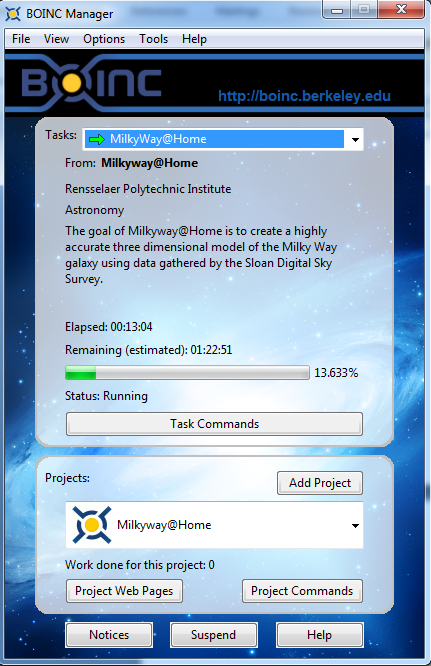 BOINC Manager
File View Options Tools Help
BOINC
http://boinc.berkeley.edu
Tasks: MilkyWay@Home
From: Milkyway@Home
Rensselaer Polytechnic Institute
Astronomy
The goal of Milkyway@Home is to create a highly
accurate three dimensional model of the Milky Way
galaxy using data gathered by the Sloan Digital Sky
Survey.
Elapsed: 00:13:04
Remaining (estimated): 01:22:51
13.633%
Status: Running
Task Commands
Projects:
Add Project
Milkyway@Home
Work done for this project: 0
Project Web Pages Project Commands
Notices Suspend Help